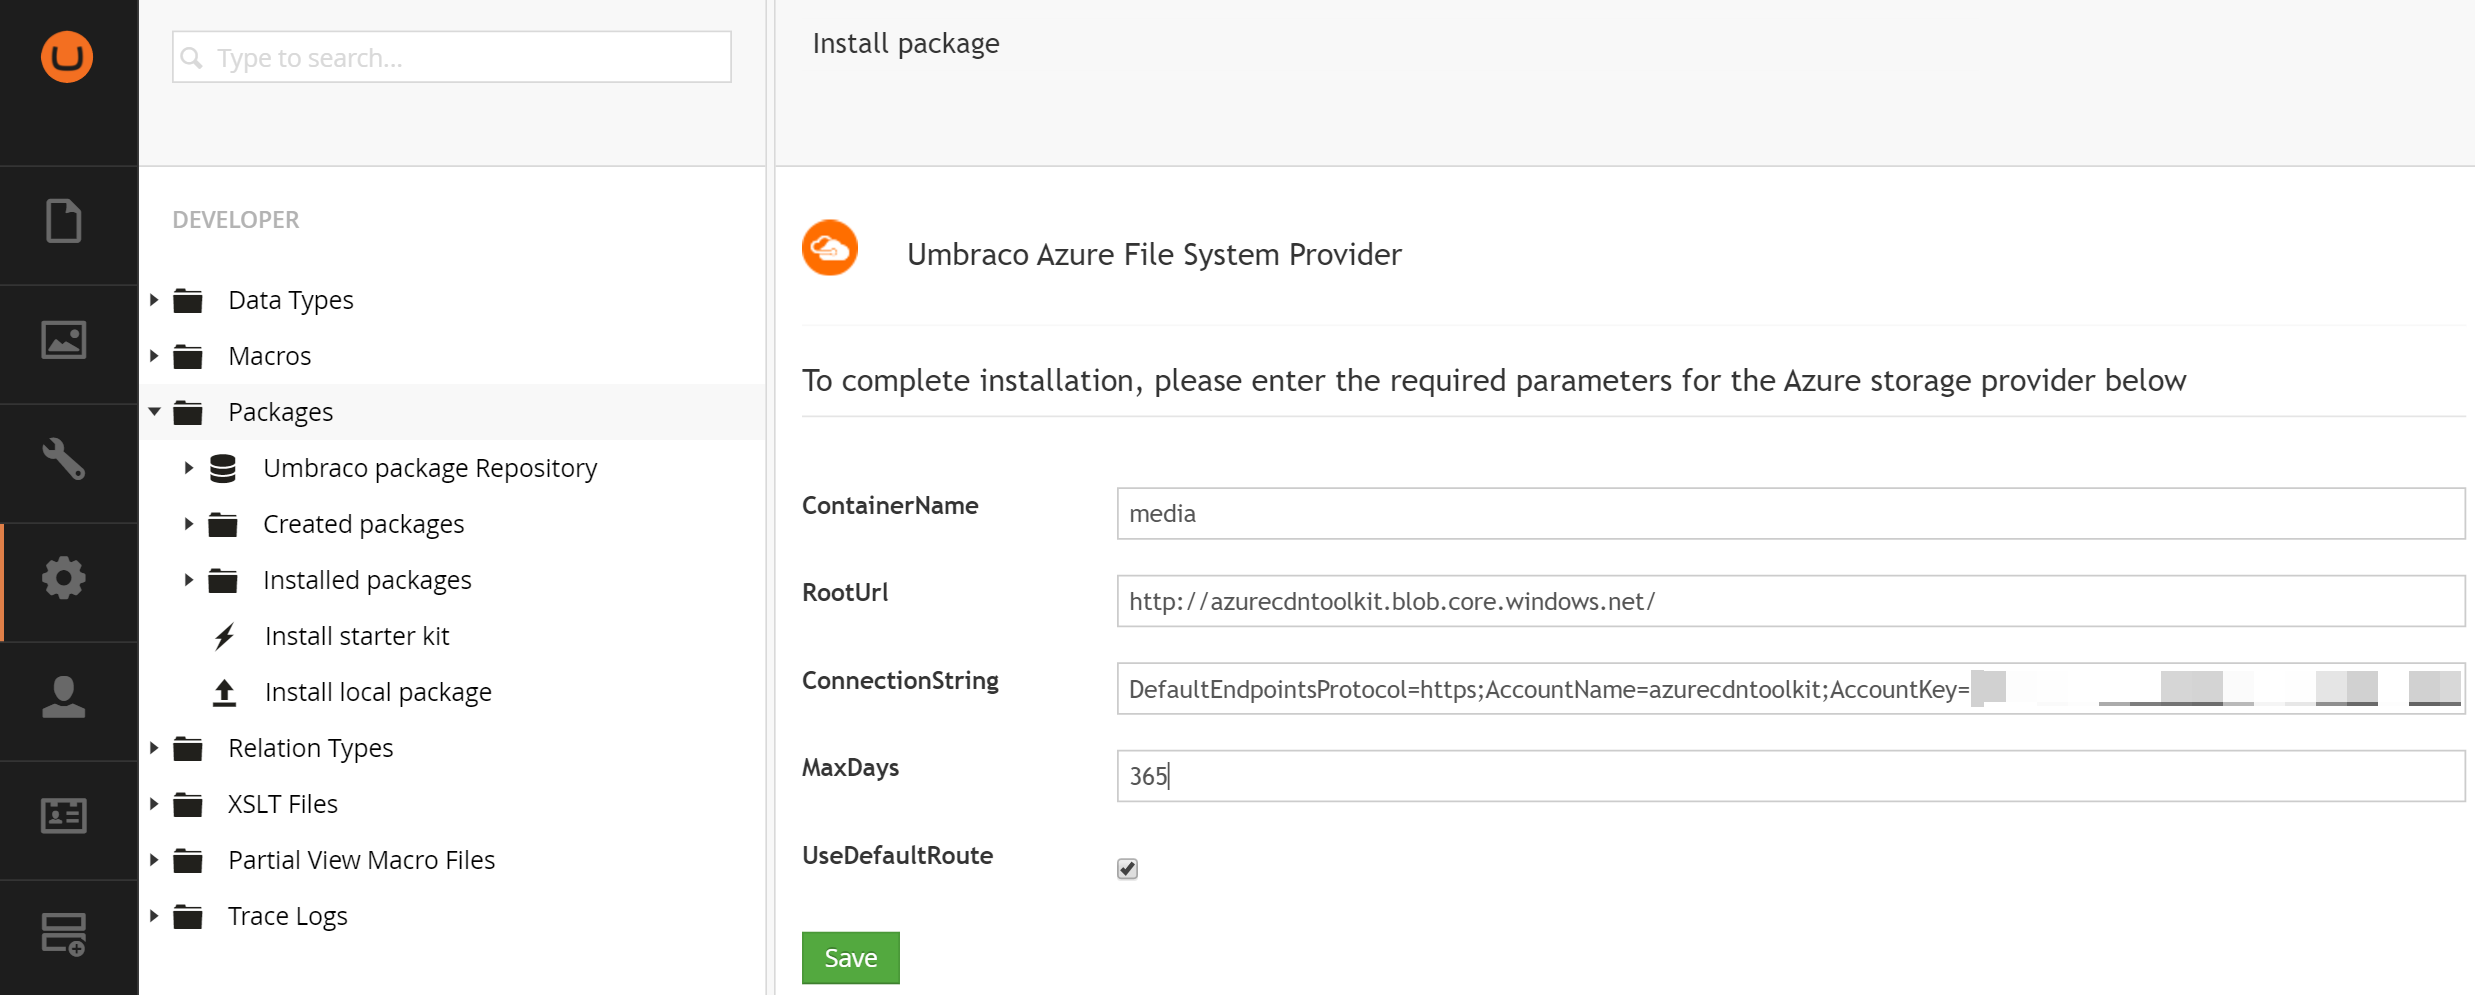 Type to search...
Install package
DEVELOPER
Data Types
Macros
Packages
Umbraco package Repository
Created packages
Installed packages
Install starter kit
Install local package
Relation Types
XSLT Files
Partial View Macro Files
Trace Logs
Umbraco Azure File System Provider
To complete installation, please enter the required parameters for the Azure storage provider below
ContainerName
media
RootUrl
http://azurecdntoolkit.blob.core.windows.net/
ConnectionString
DefaultEndpointsProtocol=https;AccountName=azurecdntoolkit;AccountKey=
MaxDays
365
UseDefaultRoute
Save